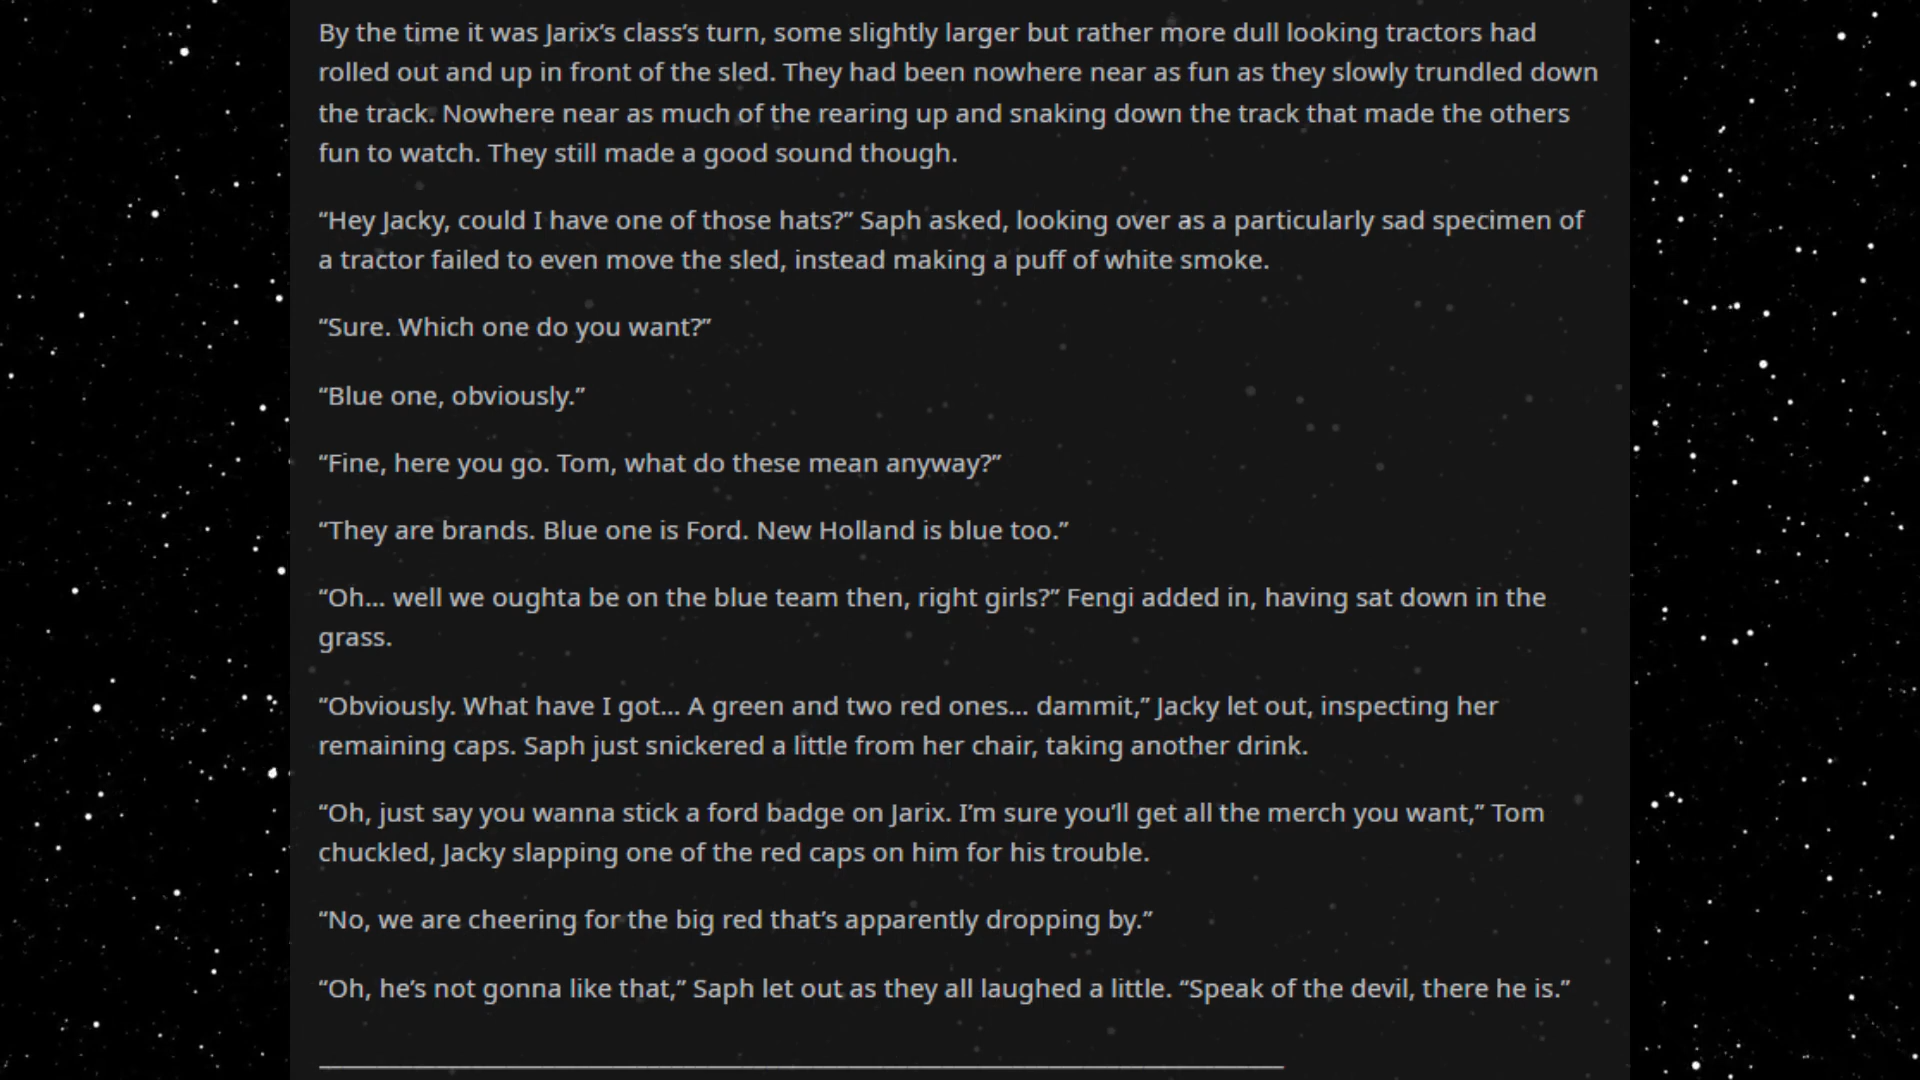 By the time it was Jarix’s class’s turn, some slightly larger but rather more dull looking tractors had
rolled out and up in front of the sled. They had been nowhere near as fun as they slowly trundled down
the track. Nowhere near as much of the rearing up and snaking down the track that made the others
fun to watch. They still made a good sound though.
“Hey Jacky, could I have one of those hats?” Saph asked, looking over as a particularly sad specimen of
a tractor failed to even move the sled, instead making a puff of white smoke.
“Sure. Which one do you want?”
“Blue one, obviously.”
“Fine, here you go. Tom, what do these mean anyway?”
“They are brands. Blue one is Ford. New Holland is blue too.”
“Oh… well we oughta be on the blue team then, right girls?” Fengi added in, having sat down in the
grass.
“Obviously. What have I got… A green and two red ones… dammit,” Jacky let out, inspecting her
remaining caps. Saph just snickered a little from her chair, taking another drink.
“Oh, just say you wanna stick a ford badge on Jarix. I’m sure you’ll get all the merch you want,” Tom
chuckled, Jacky slapping one of the red caps on him for his trouble.
“No, we are cheering for the big red that’s apparently dropping by.”
“Oh, he’s not gonna like that,” Saph let out as they all laughed a little. “Speak of the devil, there he is.”